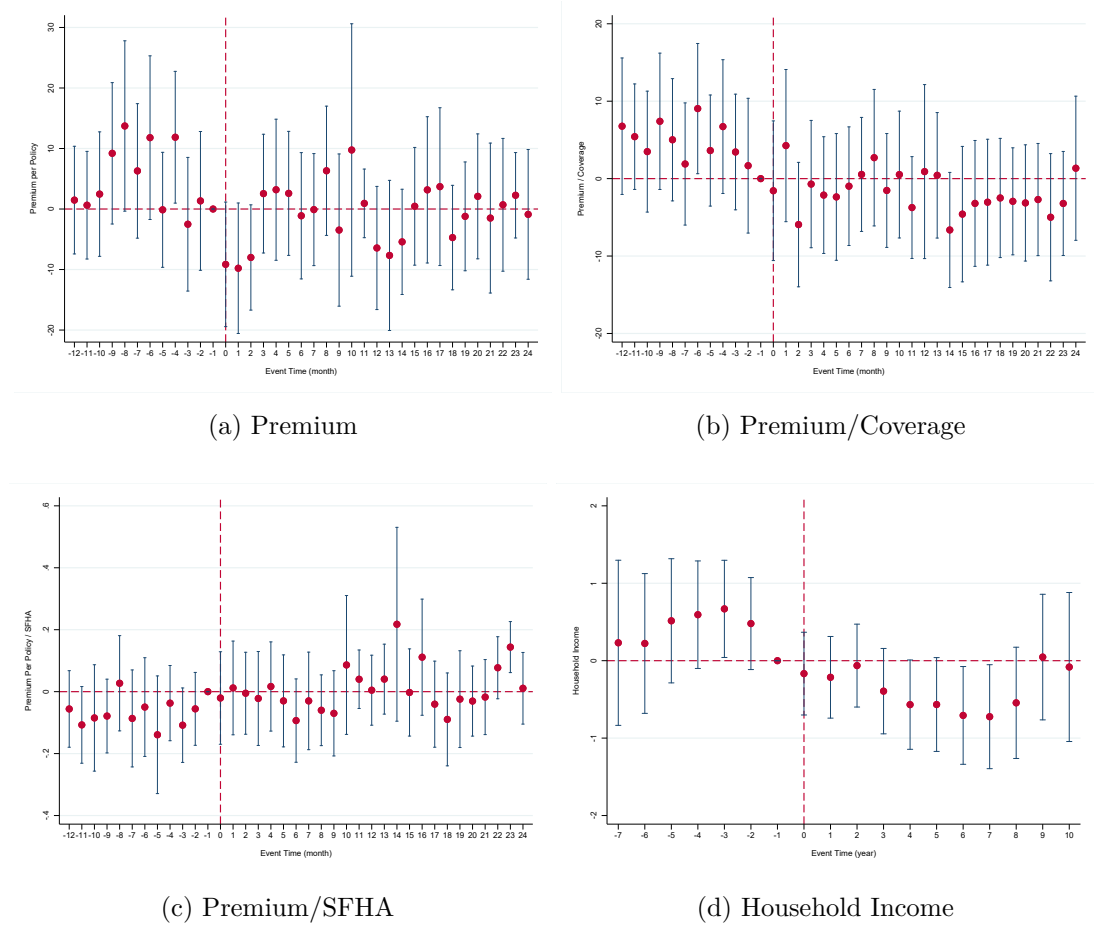 30
20
10
0
-10
-20
Premium per Policy
-12 -11 -10 -9 -8 -7 -6 -5 -4 -3 -2 -1 0 1 2 3 4 5 6 7 8 9 10 11 12 13 14 15 16 17 18 19 20 21 22 23 24
Event Time (month)
(a) Premium
20
10
0
-10
-20
Premium / Coverage
-12 -11 -10 -9 -8 -7 -6 -5 -4 -3 -2 -1 0 1 2 3 4 5 6 7 8 9 10 11 12 13 14 15 16 17 18 19 20 21 22 23 24
Event Time (month)
(b) Premium/Coverage
.6
.4
.2
0
-.2
-.4
Premium Per Policy / SFHA
-12 -11 -10 -9 -8 -7 -6 -5 -4 -3 -2 -1 0 1 2 3 4 5 6 7 8 9 10 11 12 13 14 15 16 17 18 19 20 21 22 23 24
Event Time (month)
(c) Premium/SFHA
2
1
0
-1
-2
Household Income
-7 -6 -5 -4 -3 -2 -1 0 1 2 3 4 5 6 7 8 9 10
Event Time (year)
(d) Household Income